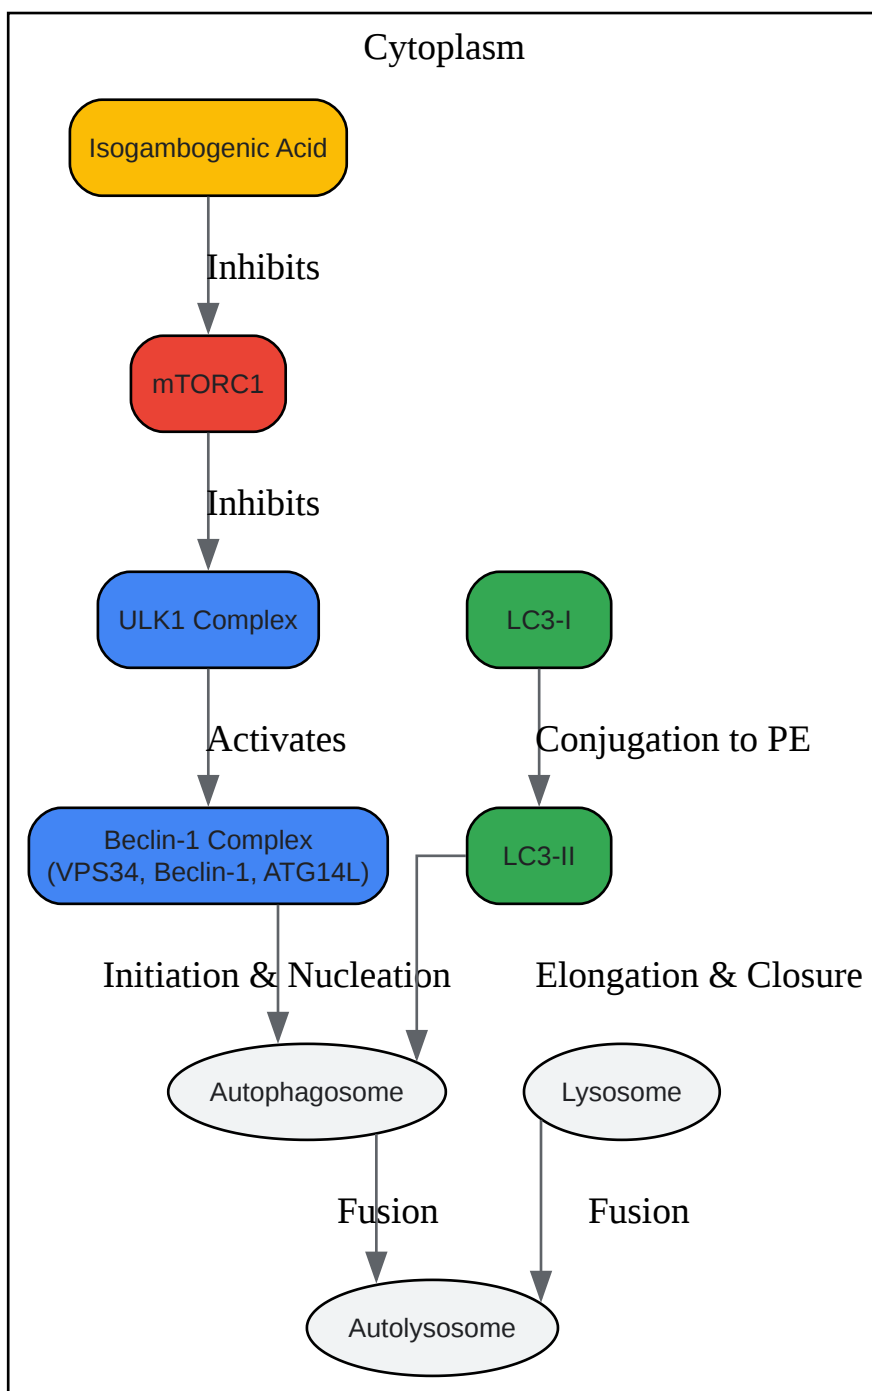 Cytoplasm
Isogambogenic Acid
Inhibits
mTORC1
Inhibits
ULK1 Complex
LC3-I
Activates
Conjugation to PE
Beclin-1 Complex
(VPS34, Beclin-1, ATG14L)
LC3-II
Initiation & Nucleation
Elongation & Closure
Autophagosome
Lysosome
Fusion
Fusion
Autolysosome